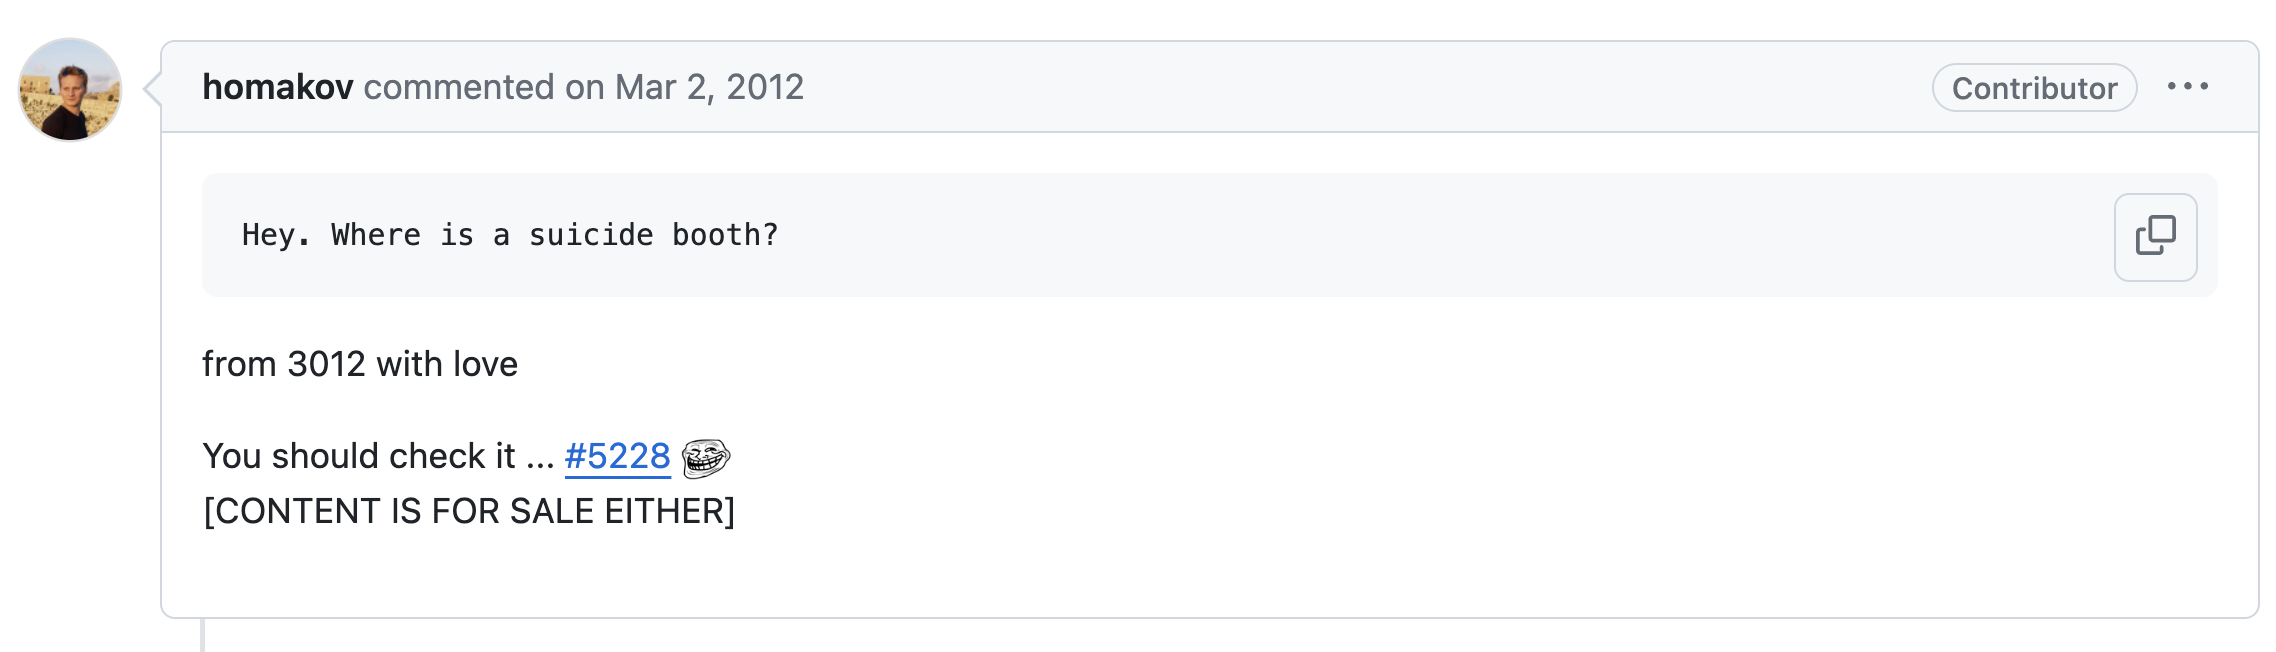 homakov commented on Mar 2, 2012 Contributor
Hey. Where is a suicide booth?
from 3012 with love
You should check it ... #5228
[CONTENT IS FOR SALE EITHER]